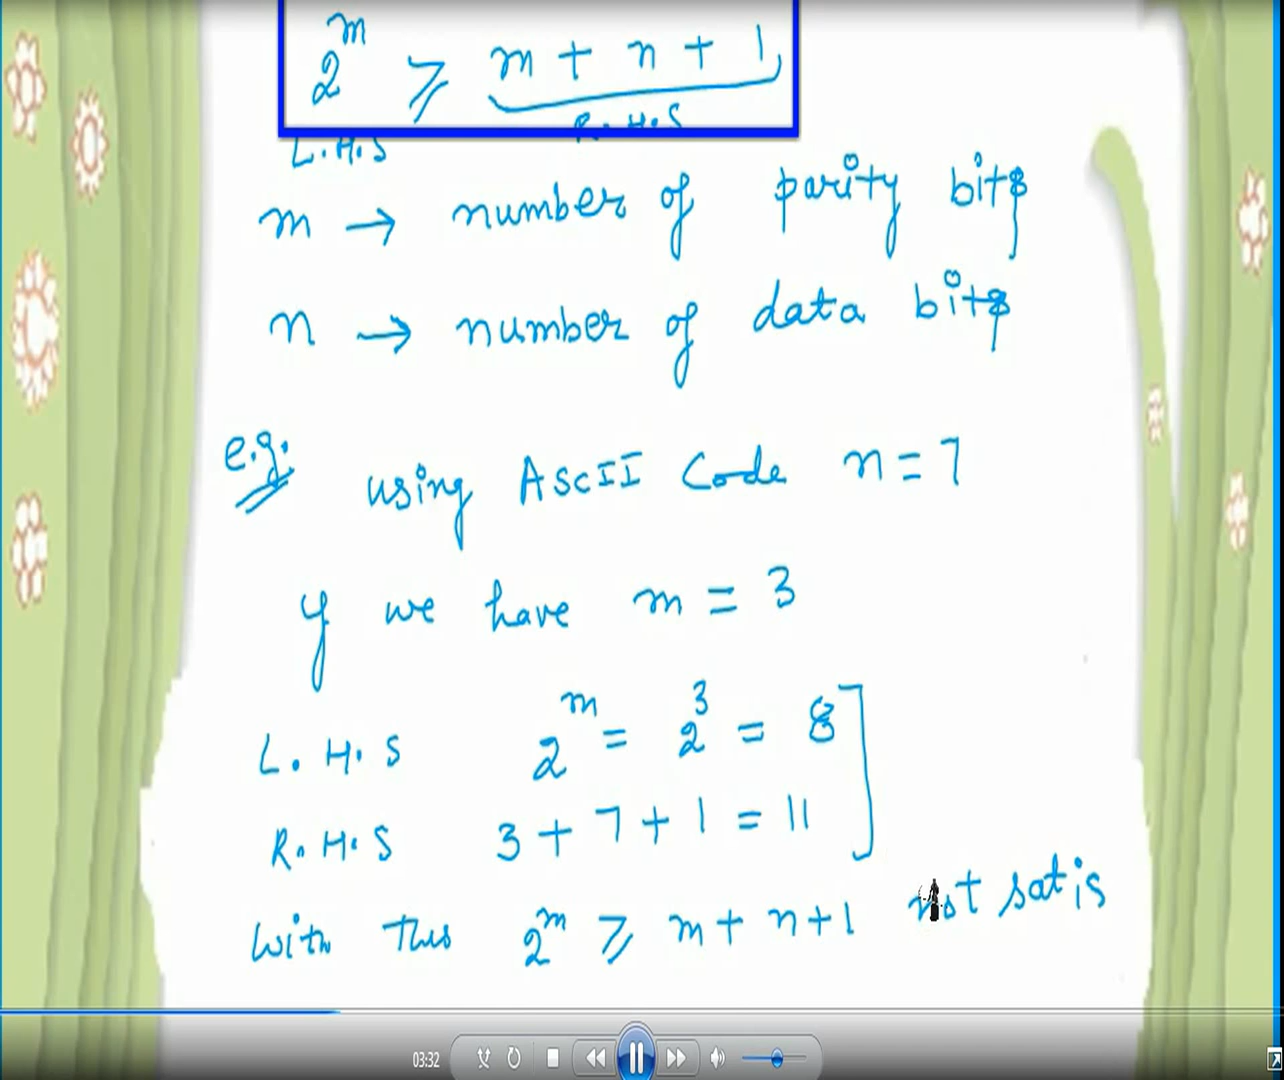 2^m ⩾ m + n + 1
L.H.S R.H.S
m → number of parity bits
n → number of data bits
e.g. using ASCII Code n = 7
If we have m = 3
L.H.S 2^m = 2^3 = 8
R.H.S 3 + 7 + 1 = 11
With this 2^m ⩾ m + n + 1 not satis
03:32